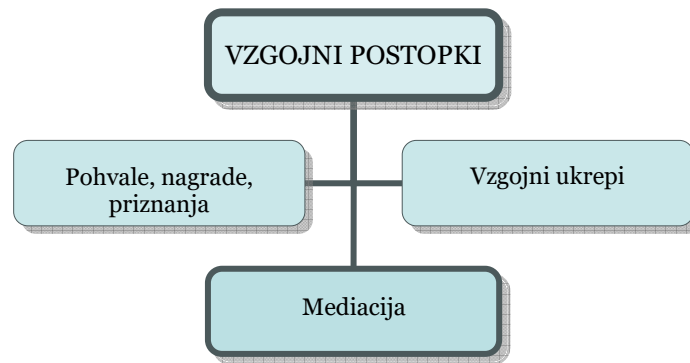 VZGOJNI POSTOPKI
Pohvale, nagrade,
priznanja
Vzgojni ukrepi
Mediacija